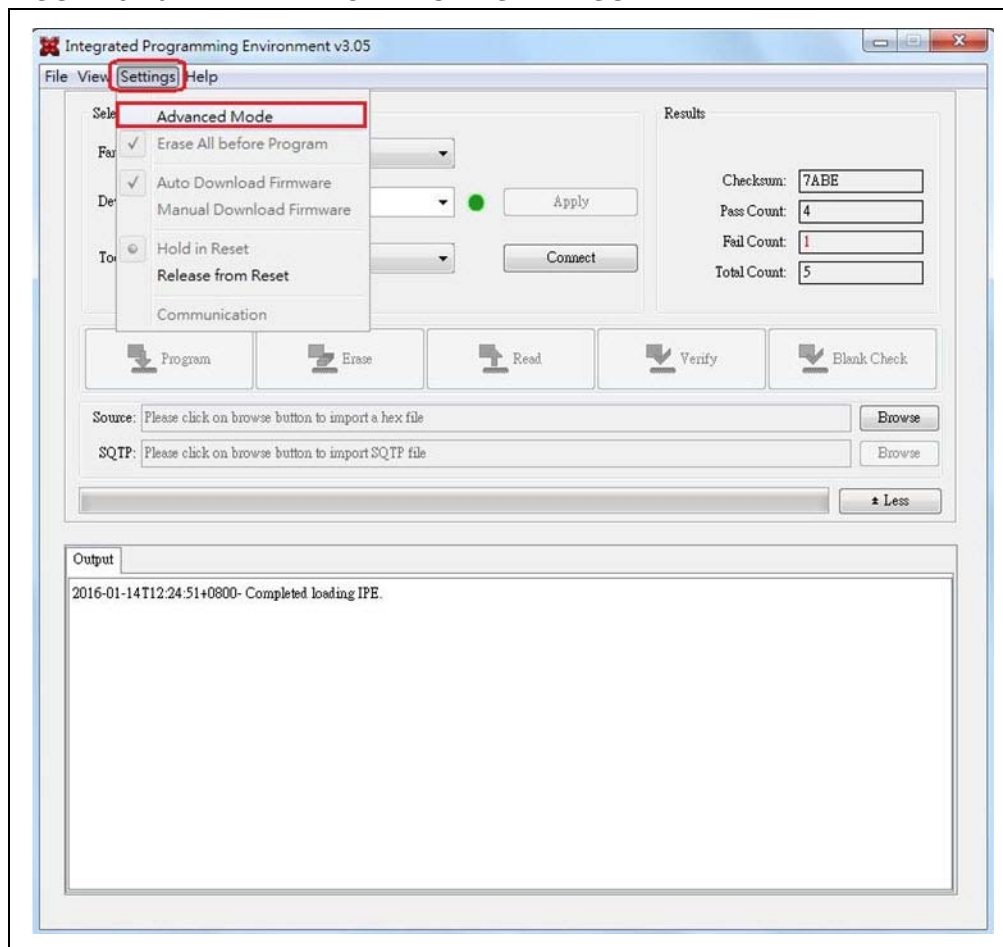 Integrated Programming Environment v3.05
File View Settings Help
Advanced Mode
Erase All before Program
Auto Download Firmware
Manual Download Firmware
Hold in Reset
Release from Reset
Communication
Apply
Connect
Results
Checksum: 7ABE
Pass Count: 4
Fail Count: 1
Total Count: 5
Program Erase Read Verify Blank Check
Source: Please click on browse button to import a hex file Browse
SQTP: Please click on browse button to import SQTP file Browse
Less
Output
2016-01-14T12:24:51+0800- Completed loading IPE.